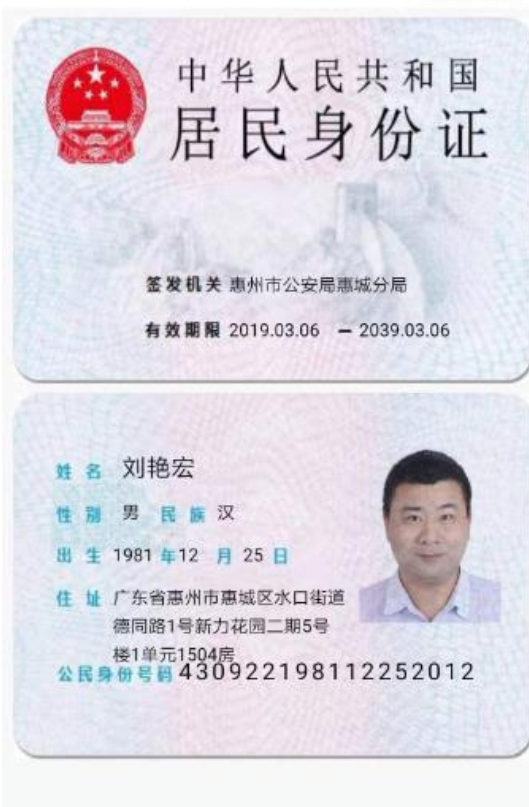 中华人民共和国
居民身份证
签发机关 惠州市公安局惠城分局
有效期限 2019.03.06 － 2039.03.06
姓名 刘艳宏
性别 男 民族 汉
出生 1981 年 12 月 25 日
住址 广东省惠州市惠城区水口街道
德同路1号新力花园二期5号
楼1单元1504房
公民身份号码 430922198112252012